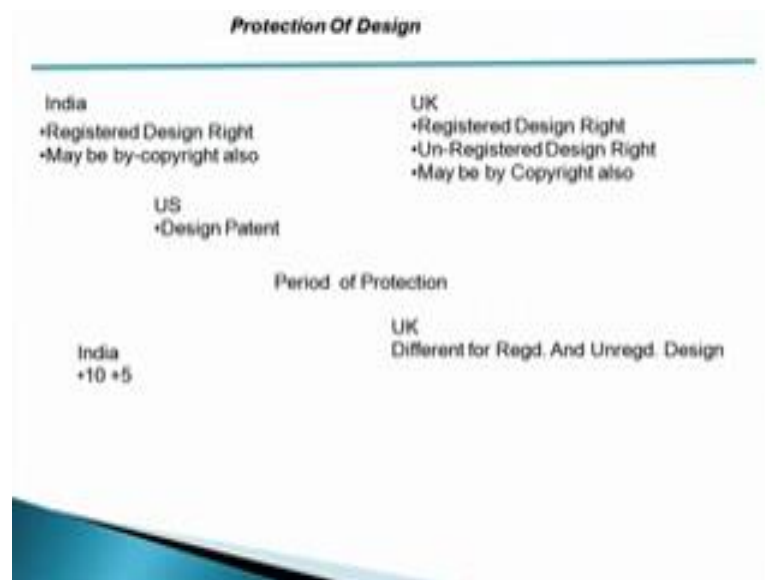 Protection Of Design
India
•Registered Design Right
•May be by-copyright also
UK
•Registered Design Right
•Un-Registered Design Right
•May be by Copyright also
US
•Design Patent
Period of Protection
India
•10 +5
UK
Different for Regd. And Unregd. Design